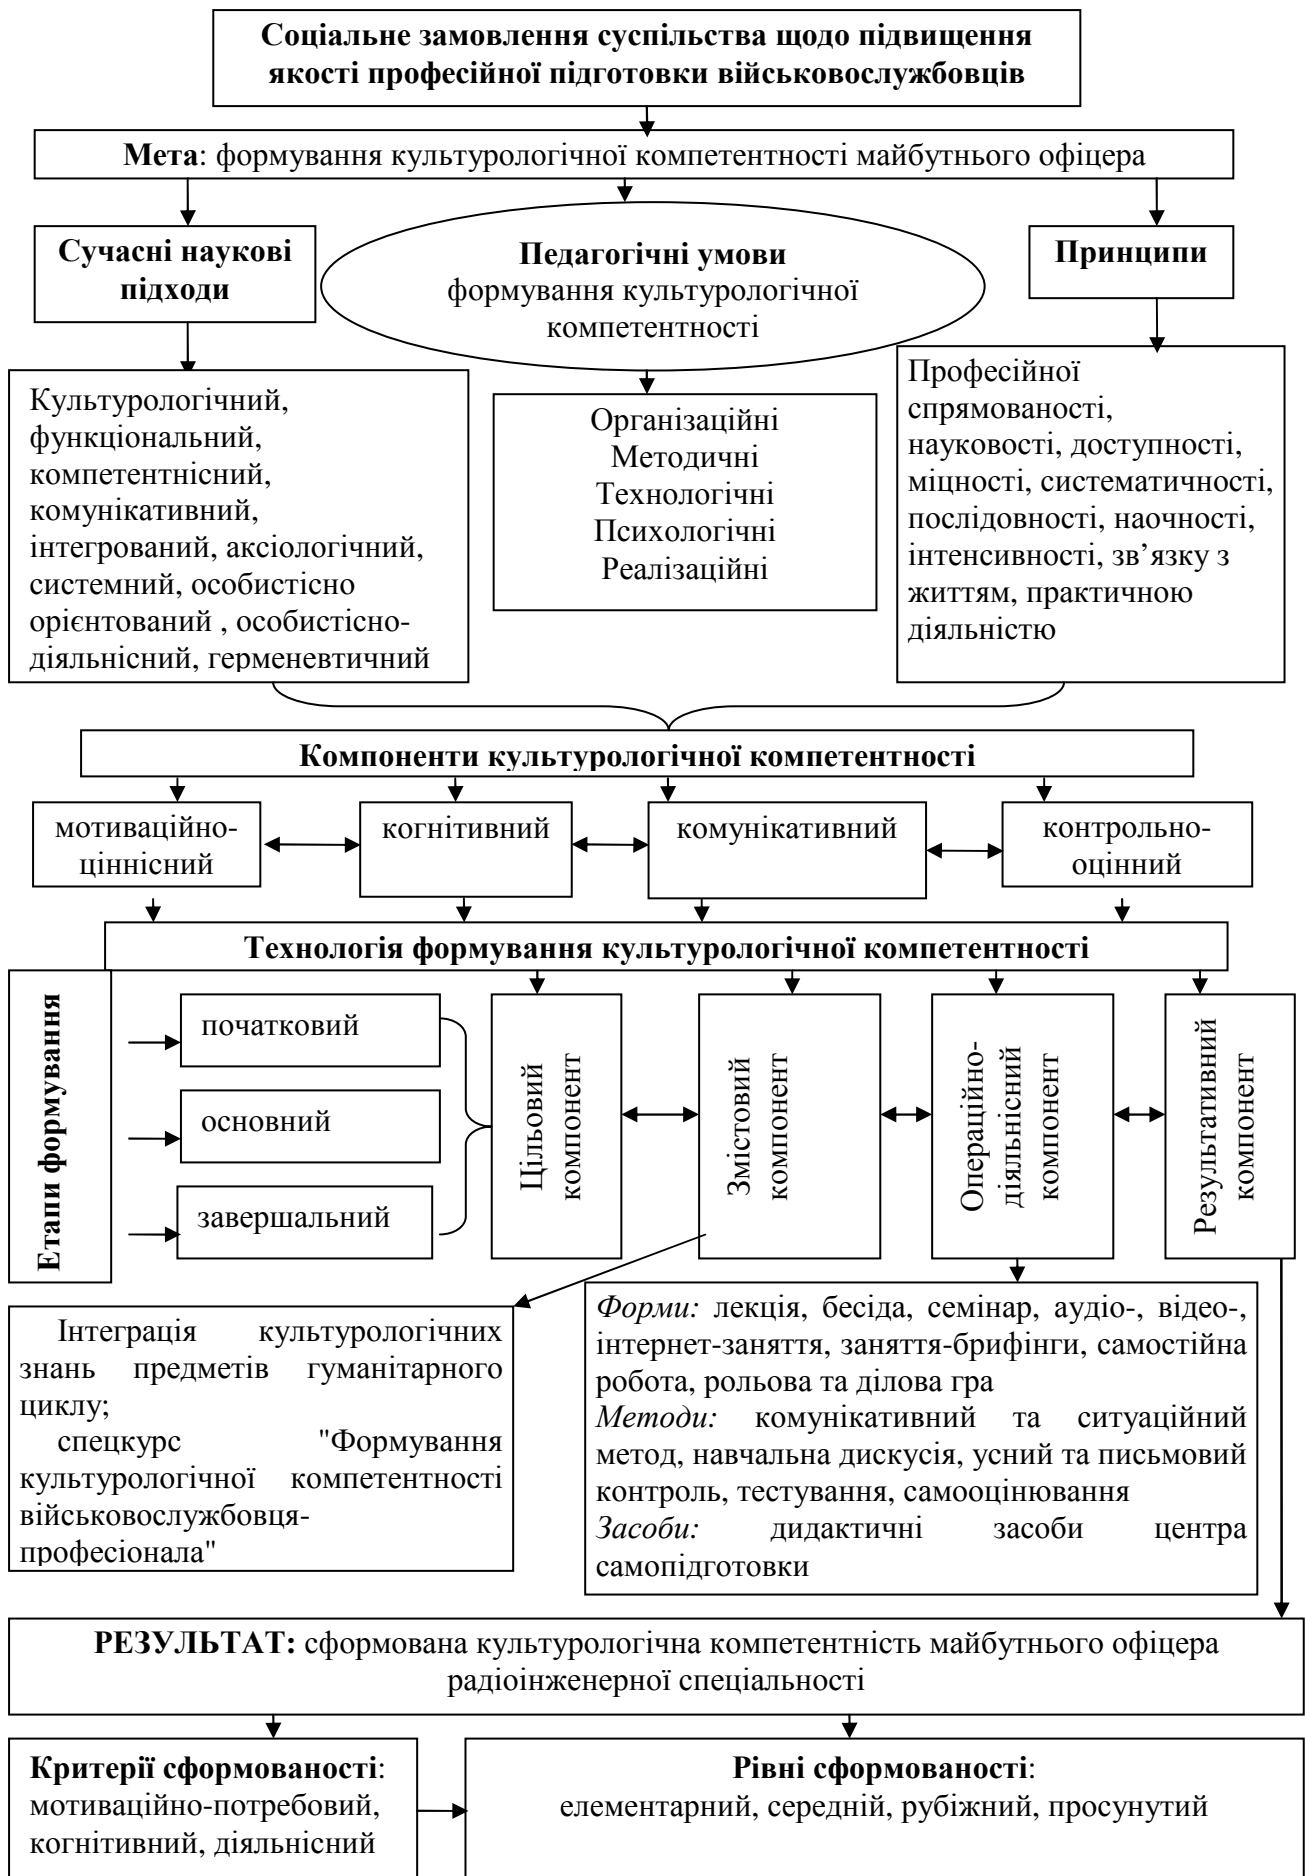 Соціальне замовлення суспільства щодо підвищення
якості професійної підготовки військовослужбовців
Мета: формування культурологічної компетентності майбутнього офіцера
Сучасні наукові
підходи
Педагогічні умови
формування культурологічної
компетентності
Принципи
Культурологічний,
функціональний,
компетентнісний,
комунікативний,
інтегрований, аксіологічний,
системний, особистісно
орієнтований , особистісно-
діяльнісний, герменевтичний
Організаційні
Методичні
Технологічні
Психологічні
Реалізаційні
Професійної
спрямованості,
науковості, доступності,
міцності, систематичності,
послідовності, наочності,
інтенсивності, зв’язку з
життям, практичною
діяльністю
Компоненти культурологічної компетентності
мотиваційно-
ціннісний
когнітивний
комунікативний
контрольно-
оцінний
Технологія формування культурологічної компетентності
Етапи формування
початковий
основний
завершальний
Цільовий
компонент
Змістовий
компонент
Операційно-
діяльнісний
компонент
Результативний
компонент
Інтеграція культурологічних
знань предметів гуманітарного
циклу;
спецкурс "Формування
культурологічної компетентності
військовослужбовця-
професіонала"
Форми: лекція, бесіда, семінар, аудіо-, відео-,
інтернет-заняття, заняття-брифінги, самостійна
робота, рольова та ділова гра
Методи: комунікативний та ситуаційний
метод, навчальна дискусія, усний та письмовий
контроль, тестування, самооцінювання
Засоби: дидактичні засоби центра
самопідготовки
РЕЗУЛЬТАТ: сформована культурологічна компетентність майбутнього офіцера
радіоінженерної спеціальності
Критерії сформованості:
мотиваційно-потребовий,
когнітивний, діяльнісний
Рівні сформованості:
елементарний, середній, рубіжний, просунутий